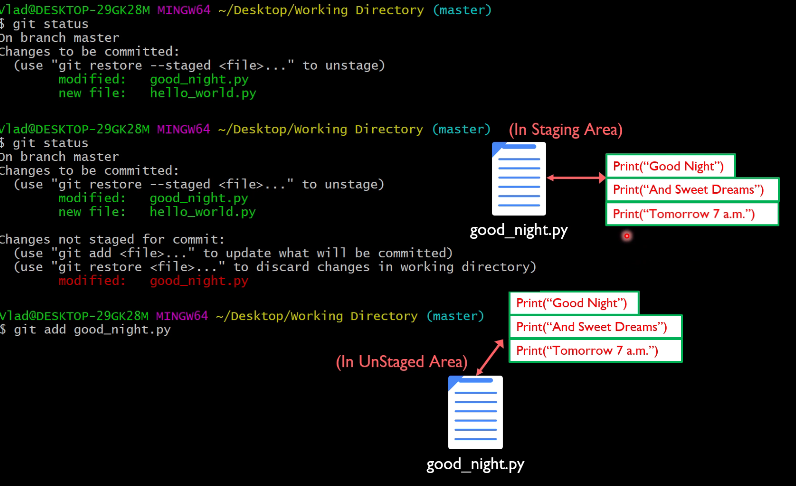 Vlad@DESKTOP-29GK28M MINGW64 ~/Desktop/Working Directory (master)
$ git status
On branch master
Changes to be committed:
  (use "git restore --staged <file>..." to unstage)
        modified:   good_night.py
        new file:   hello_world.py

Vlad@DESKTOP-29GK28M MINGW64 ~/Desktop/Working Directory (master)
$ git status
On branch master
Changes to be committed:
  (use "git restore --staged <file>..." to unstage)
        modified:   good_night.py
        new file:   hello_world.py

Changes not staged for commit:
  (use "git add <file>..." to update what will be committed)
  (use "git restore <file>..." to discard changes in working directory)
        modified:   good_night.py

Vlad@DESKTOP-29GK28M MINGW64 ~/Desktop/Working Directory (master)
$ git add good_night.py
(In Staging Area)
Print(“Good Night”)
Print(“And Sweet Dreams”)
Print(“Tomorrow 7 a.m.”)
good_night.py
Print(“Good Night”)
Print(“And Sweet Dreams”)
Print(“Tomorrow 7 a.m.”)
(In UnStaged Area)
good_night.py